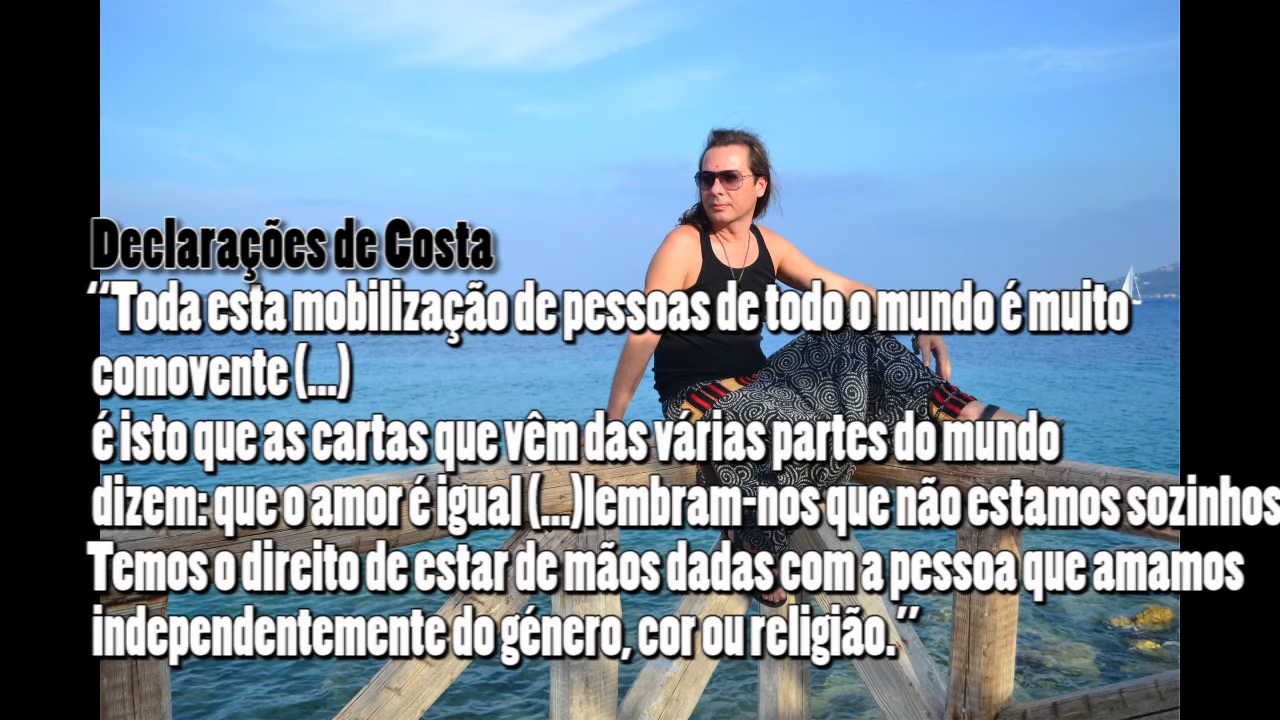 Declarações de Costa
“Toda esta mobilização de pessoas de todo o mundo é muito
comovente (...)
é isto que as cartas que vêm das várias partes do mundo
dizem: que o amor é igual (...)lembram-nos que não estamos sozinhos
Temos o direito de estar de mãos dadas com a pessoa que amamos
independentemente do género, cor ou religião.”